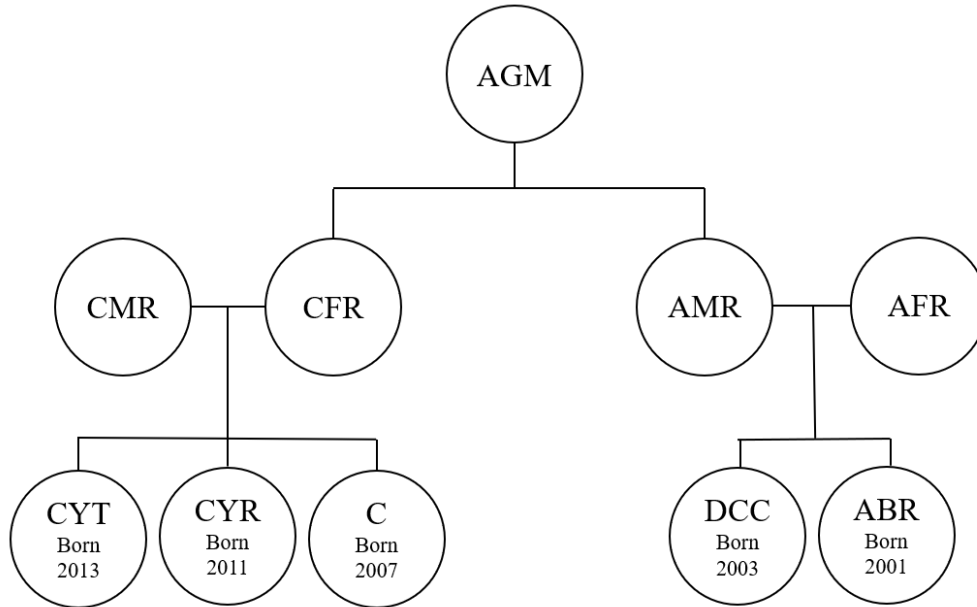 AGM
CMR
CFR
AMR
AFR
CYT
Born
2013
CYR
Born
2011
C
Born
2007
DCC
Born
2003
ABR
Born
2001